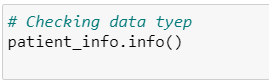 # Checking data tyep
patient_info.info()